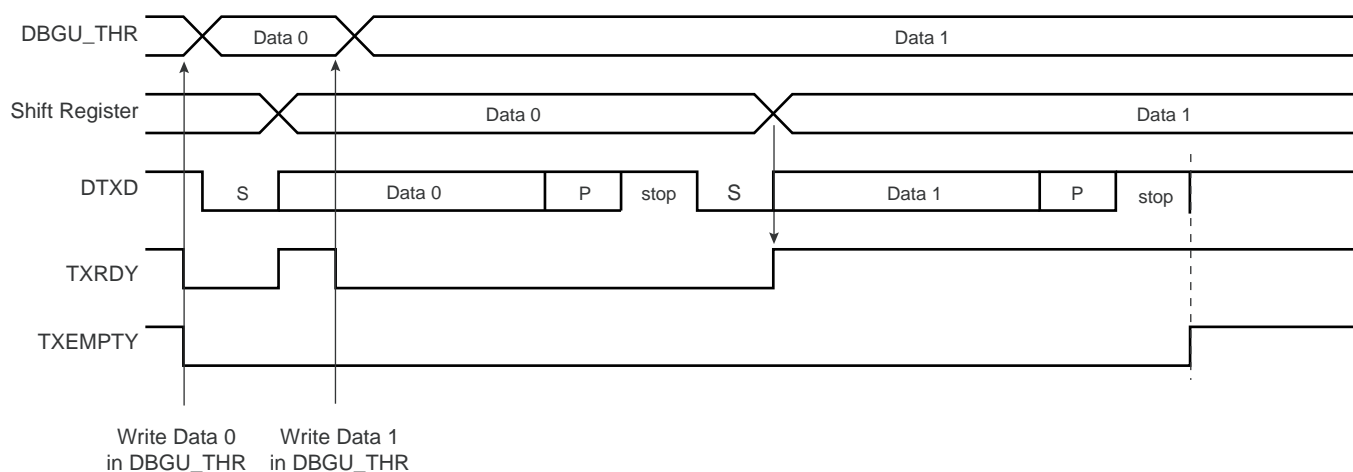 DBGU_THR Data 0 Data 1
Shift Register Data 0 Data 1
DTXD S Data 0 P stop S Data 1 P stop
TXRDY
TXEMPTY
Write Data 0 Write Data 1
in DBGU_THR in DBGU_THR